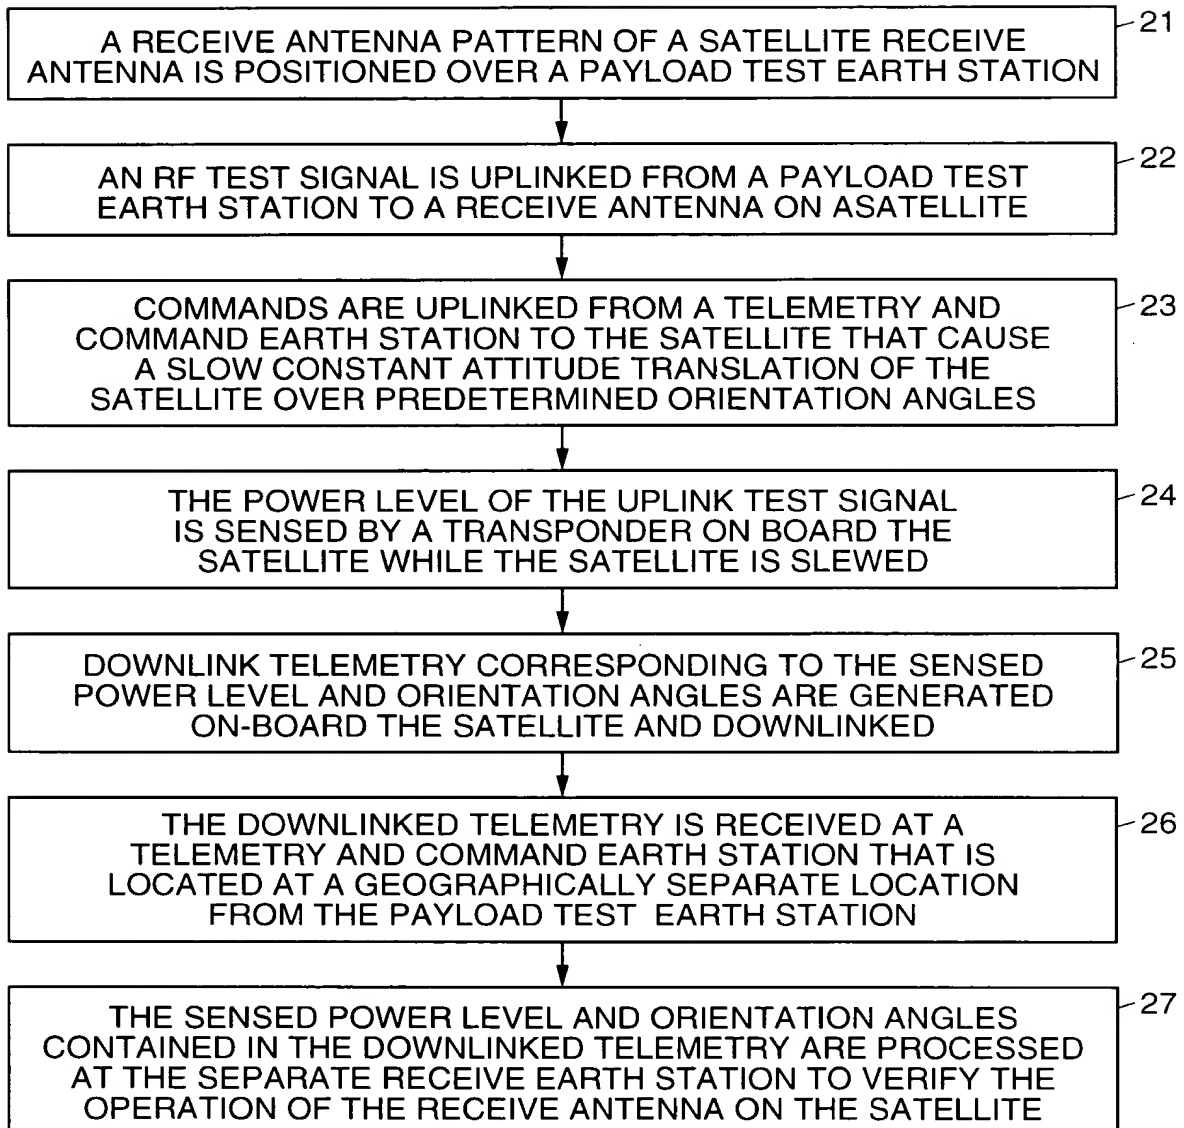 A RECEIVE ANTENNA PATTERN OF A SATELLITE RECEIVE
ANTENNA IS POSITIONED OVER A PAYLOAD TEST EARTH STATION
21
AN RF TEST SIGNAL IS UPLINKED FROM A PAYLOAD TEST
EARTH STATION TO A RECEIVE ANTENNA ON ASATELLITE
22
COMMANDS ARE UPLINKED FROM A TELEMETRY AND
COMMAND EARTH STATION TO THE SATELLITE THAT CAUSE
A SLOW CONSTANT ATTITUDE TRANSLATION OF THE
SATELLITE OVER PREDETERMINED ORIENTATION ANGLES
23
THE POWER LEVEL OF THE UPLINK TEST SIGNAL
IS SENSED BY A TRANSPONDER ON BOARD THE
SATELLITE WHILE THE SATELLITE IS SLEWED
24
DOWNLINK TELEMETRY CORRESPONDING TO THE SENSED
POWER LEVEL AND ORIENTATION ANGLES ARE GENERATED
ON-BOARD THE SATELLITE AND DOWNLINKED
25
THE DOWNLINKED TELEMETRY IS RECEIVED AT A
TELEMETRY AND COMMAND EARTH STATION THAT IS
LOCATED AT A GEOGRAPHICALLY SEPARATE LOCATION
FROM THE PAYLOAD TEST EARTH STATION
26
THE SENSED POWER LEVEL AND ORIENTATION ANGLES
CONTAINED IN THE DOWNLINKED TELEMETRY ARE PROCESSED
AT THE SEPARATE RECEIVE EARTH STATION TO VERIFY THE
OPERATION OF THE RECEIVE ANTENNA ON THE SATELLITE
27